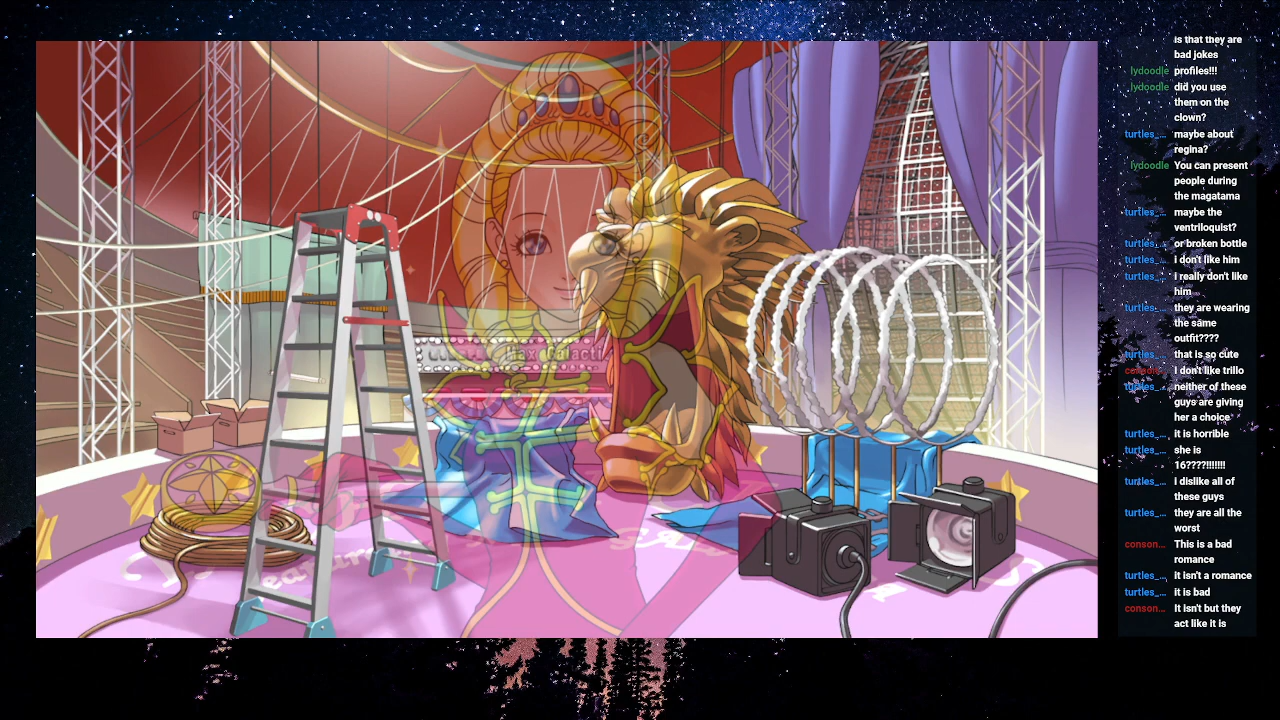 is that they are
bad jokes
lydoodle profiles!!!
lydoodle did you use
them on the
clown?
turtles_... maybe about
regina?
lydoodle You can present
people during
the magatama
turtles_... maybe the
ventriloquist?
turtles_... or broken bottle
turtles_... I don't like him
turtles_... I really don't like
him
turtles_... they are wearing
the same
outfit????
turtles_... that is so cute
I don't like trillo
turtles_... neither of these
guys are giving
her a choice
turtles_... it is horrible
turtles_... she is
16????!!!!!!!
turtles_... I dislike all of
these guys
turtles_... they are all the
worst
conson... This is a bad
romance
turtles_... it isn't a romance
turtles_... it is bad
conson... It isn't but they
act like it is
Max Galacti